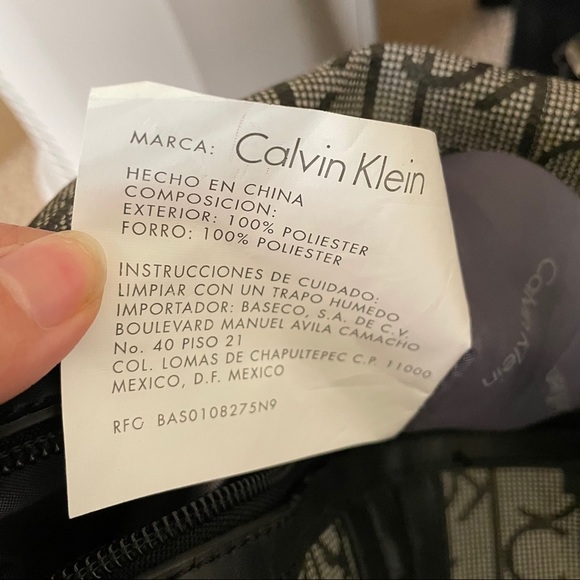 MARCA: Calvin Klein
HECHO EN CHINA
COMPOSICION:
EXTERIOR: 100% POLIESTER
FORRO: 100% POLIESTER
INSTRUCCIONES DE CUIDADO:
LIMPIAR CON UN TRAPO HUMEDO
IMPORTADOR: BASECO, S.A. DE C.V.
BOULEVARD MANUEL AVILA CAMACHO
No. 40 PISO 21
COL. LOMAS DE CHAPULTEPEC C.P. 11000
MEXICO, D.F. MEXICO
RFC BAS0108275N9
Calvin Klein